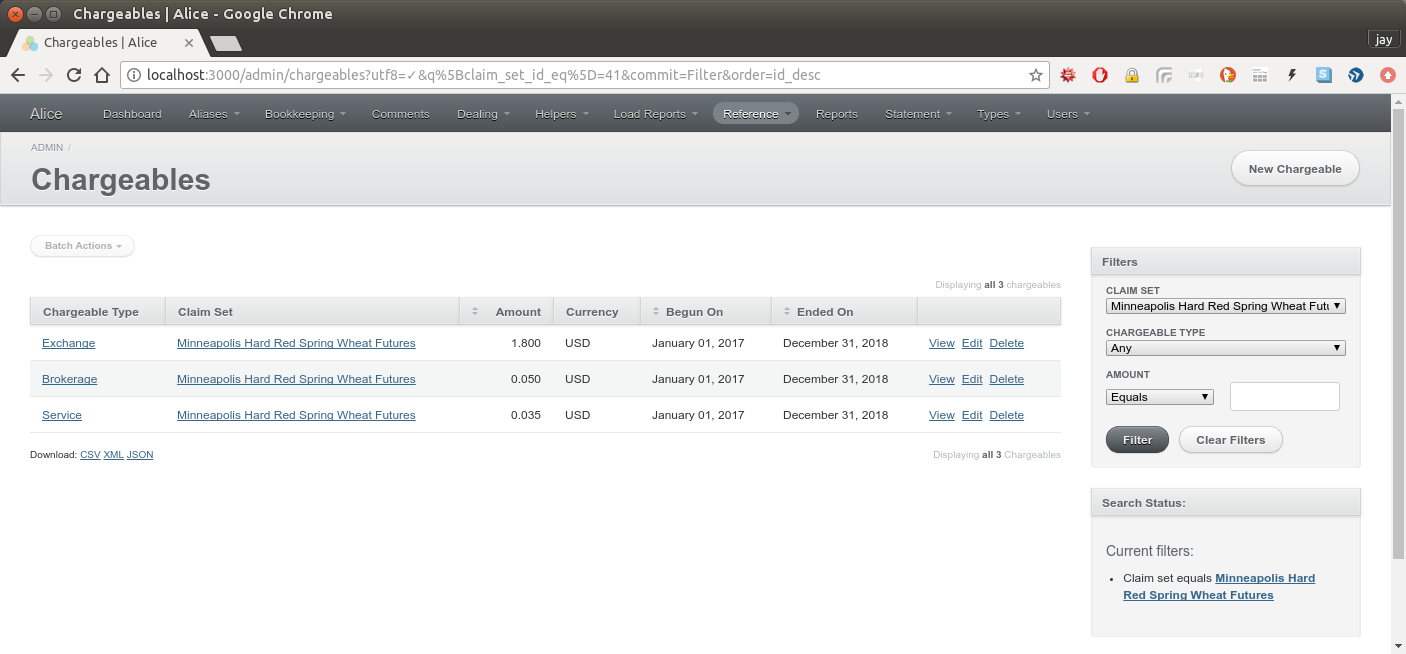 Chargeables | Alice - Google Chrome
Chargeables | Alice
jay
localhost:3000/admin/chargeables?utf8=✓&q%5Bclaim_set_id_eq%5D=41&commit=Filter&order=id_desc
Alice Dashboard Aliases Bookkeeping Comments Dealing Helpers Load Reports Reference Reports Statement Types Users
ADMIN /
Chargeables
New Chargeable
Batch Actions
Displaying all 3 chargeables
Chargeable Type Claim Set Amount Currency Begun On Ended On
Exchange Minneapolis Hard Red Spring Wheat Futures 1.800 USD January 01, 2017 December 31, 2018 View Edit Delete
Brokerage Minneapolis Hard Red Spring Wheat Futures 0.050 USD January 01, 2017 December 31, 2018 View Edit Delete
Service Minneapolis Hard Red Spring Wheat Futures 0.035 USD January 01, 2017 December 31, 2018 View Edit Delete
Download: CSV XML JSON
Displaying all 3 Chargeables
Filters
CLAIM SET
Minneapolis Hard Red Spring Wheat Futu
CHARGEABLE TYPE
Any
AMOUNT
Equals
Filter Clear Filters
Search Status:
Current filters:
• Claim set equals Minneapolis Hard
Red Spring Wheat Futures